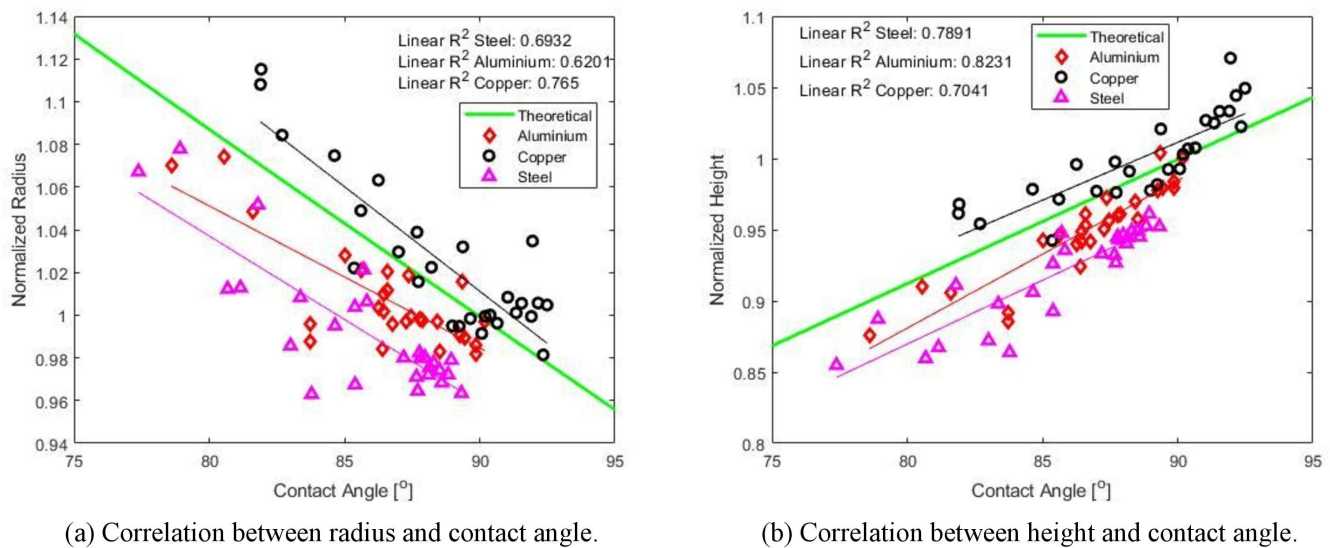 1.14
1.12
1.1
1.08
1.06
1.04
1.02
1
0.98
0.96
0.94
Normalized Radius
Linear R² Steel: 0.6932
Linear R² Aluminium: 0.6201
Linear R² Copper: 0.765
Theoretical
Aluminium
Copper
Steel
75 80 85 90 95
Contact Angle [o]
(a) Correlation between radius and contact angle.
1.1
1.05
1
0.95
0.9
0.85
0.8
Normalized Height
Linear R² Steel: 0.7891
Linear R² Aluminium: 0.8231
Linear R² Copper: 0.7041
Theoretical
Aluminium
Copper
Steel
75 80 85 90 95
Contact Angle [o]
(b) Correlation between height and contact angle.